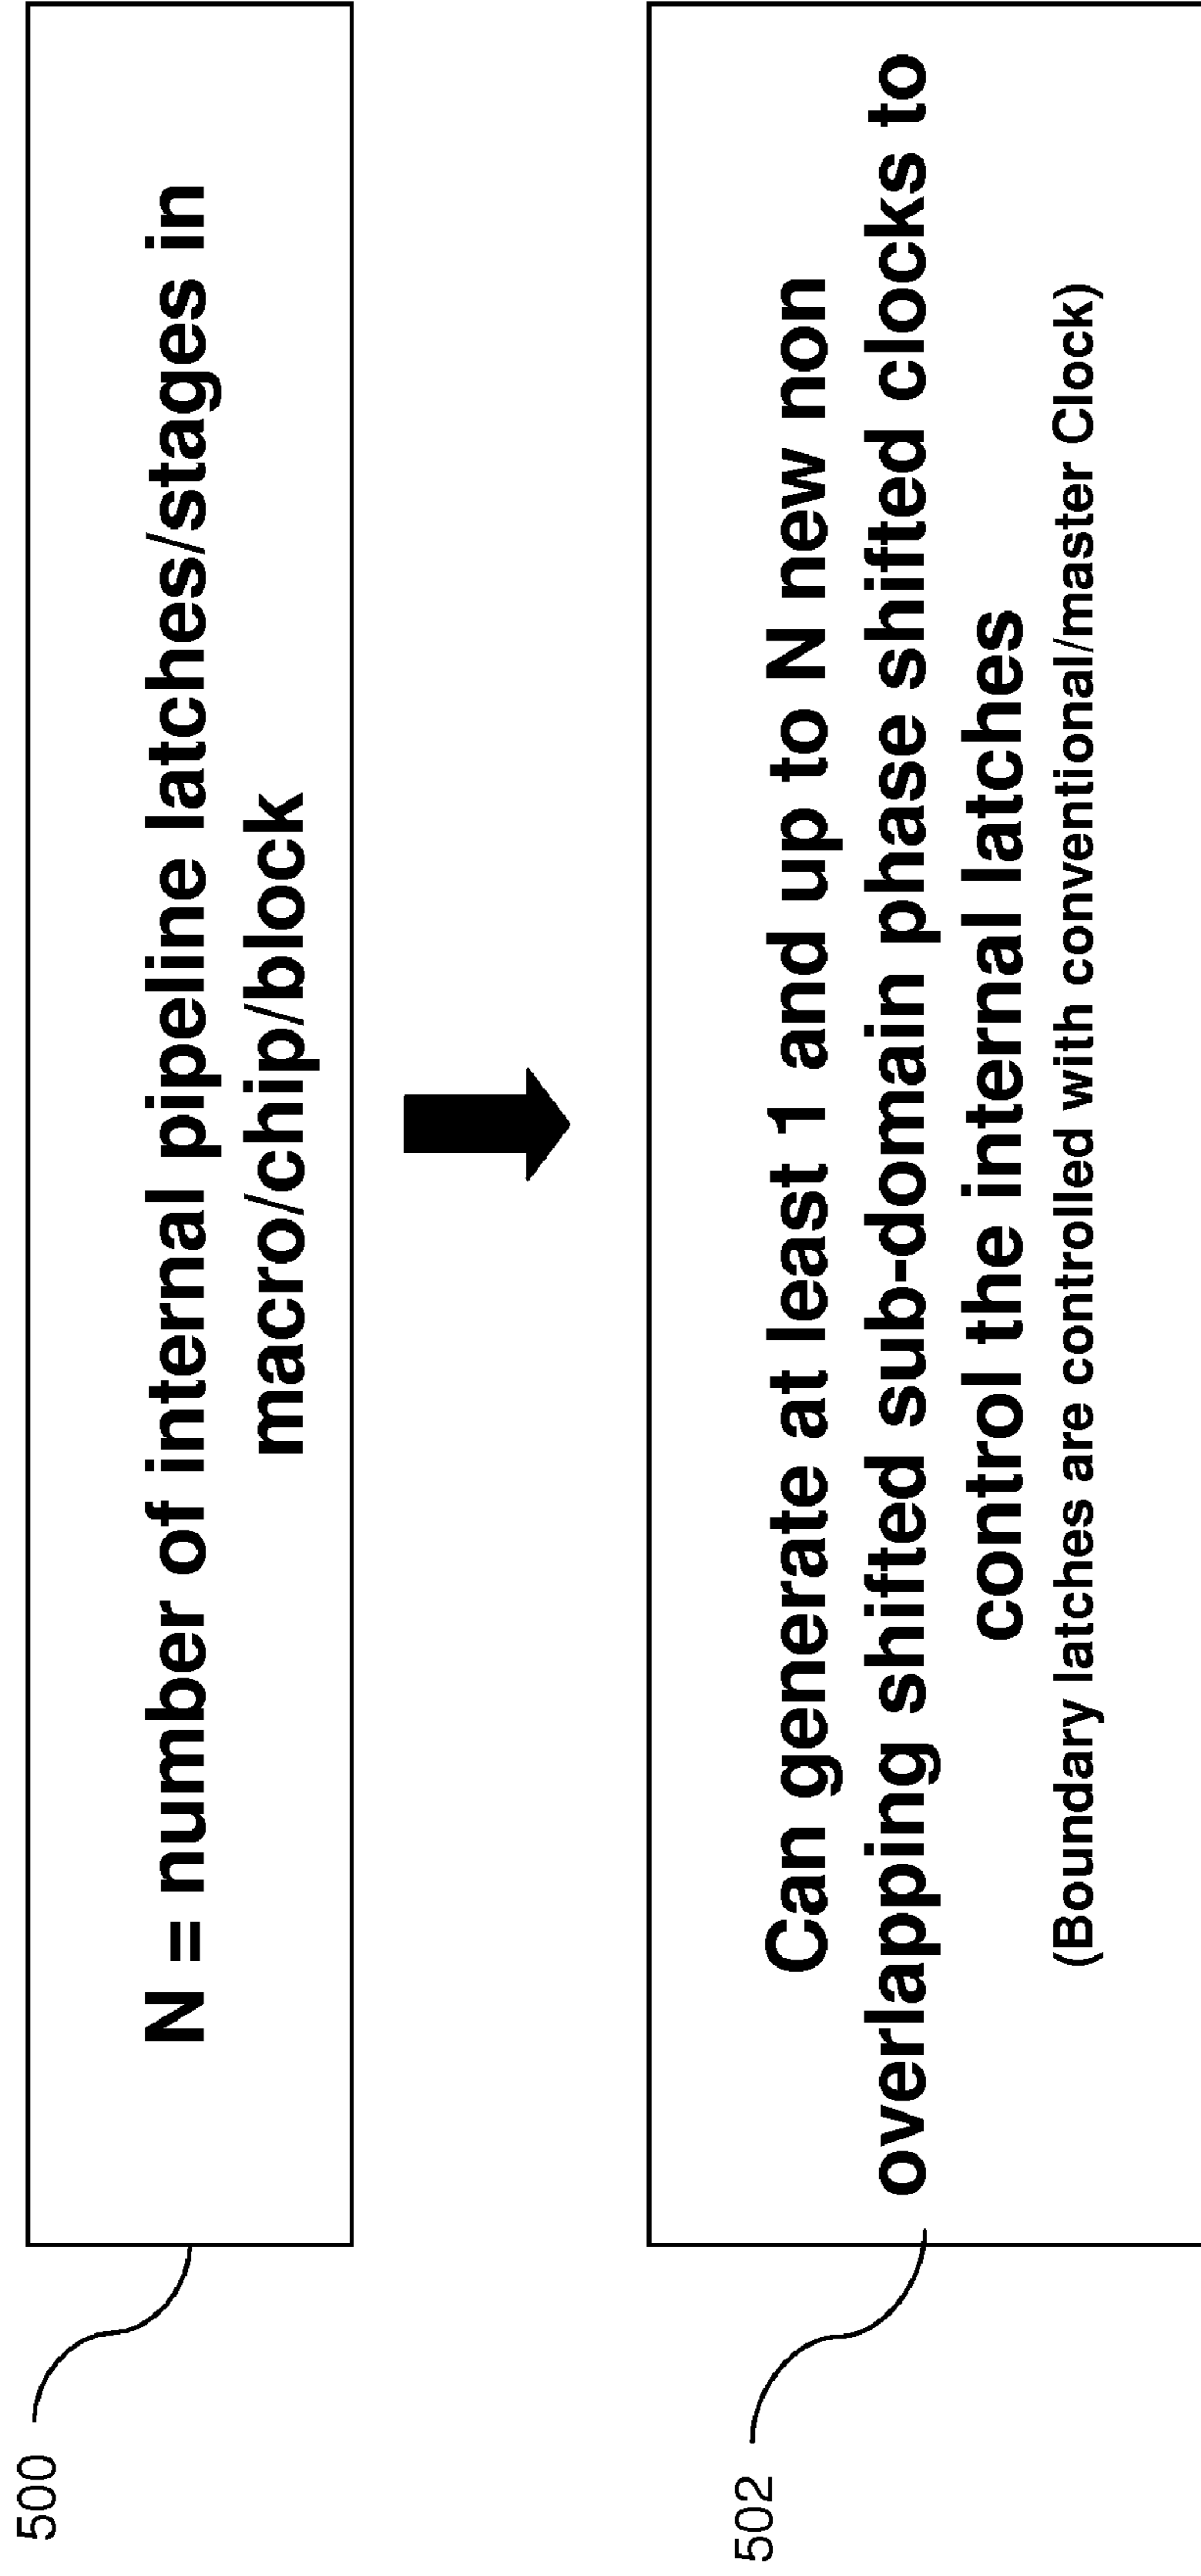 500
N = number of internal pipeline latches/stages in
macro/chip/block
502
Can generate at least 1 and up to N new non
overlapping shifted sub-domain phase shifted clocks to
control the internal latches
(Boundary latches are controlled with conventional/master Clock)